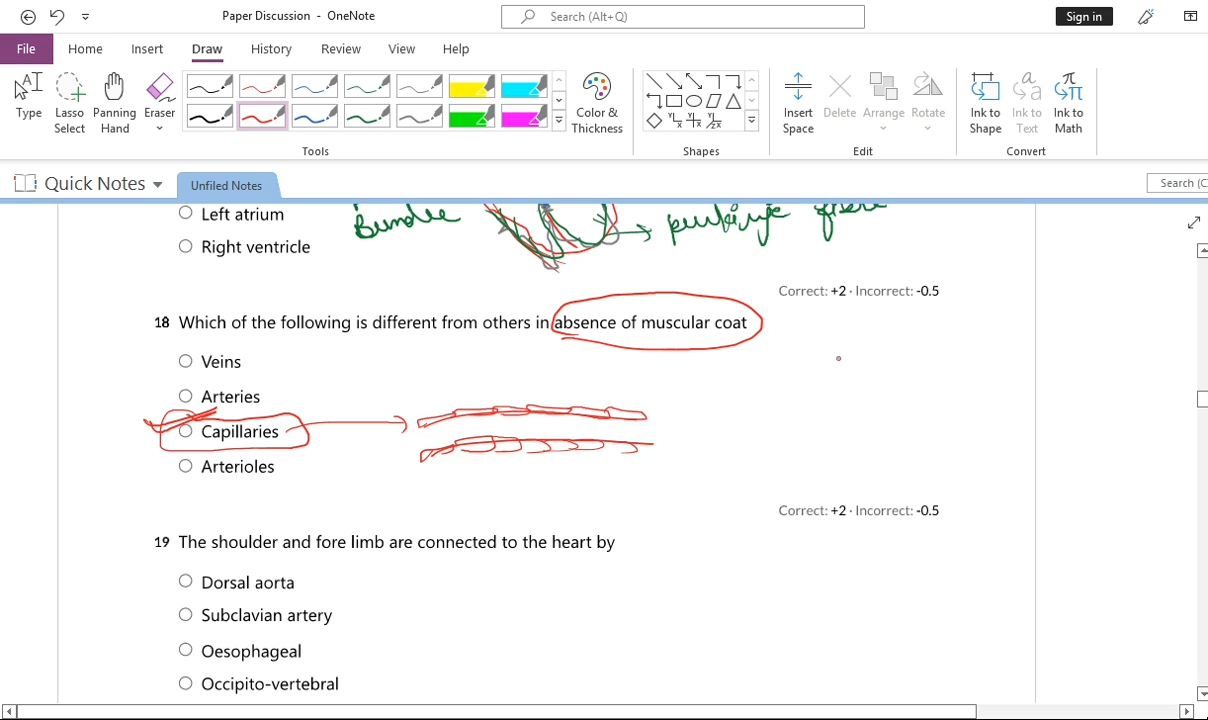 Paper Discussion - OneNote
Search (Alt+Q)
Sign in
File
Home
Insert
Draw
History
Review
View
Help
Type
Lasso Select
Panning Hand
Eraser
Color & Thickness
Insert Space
Delete
Arrange
Rotate
Ink to Shape
Ink to Text
Ink to Math
Tools
Shapes
Edit
Convert
Quick Notes
Unfiled Notes
Search (C
Left atrium
Bundle
purkinje fibre
Right ventricle
Correct: +2 · Incorrect: -0.5
18 Which of the following is different from others in absence of muscular coat
Veins
Arteries
Capillaries
Arterioles
Correct: +2 · Incorrect: -0.5
19 The shoulder and fore limb are connected to the heart by
Dorsal aorta
Subclavian artery
Oesophageal
Occipito-vertebral